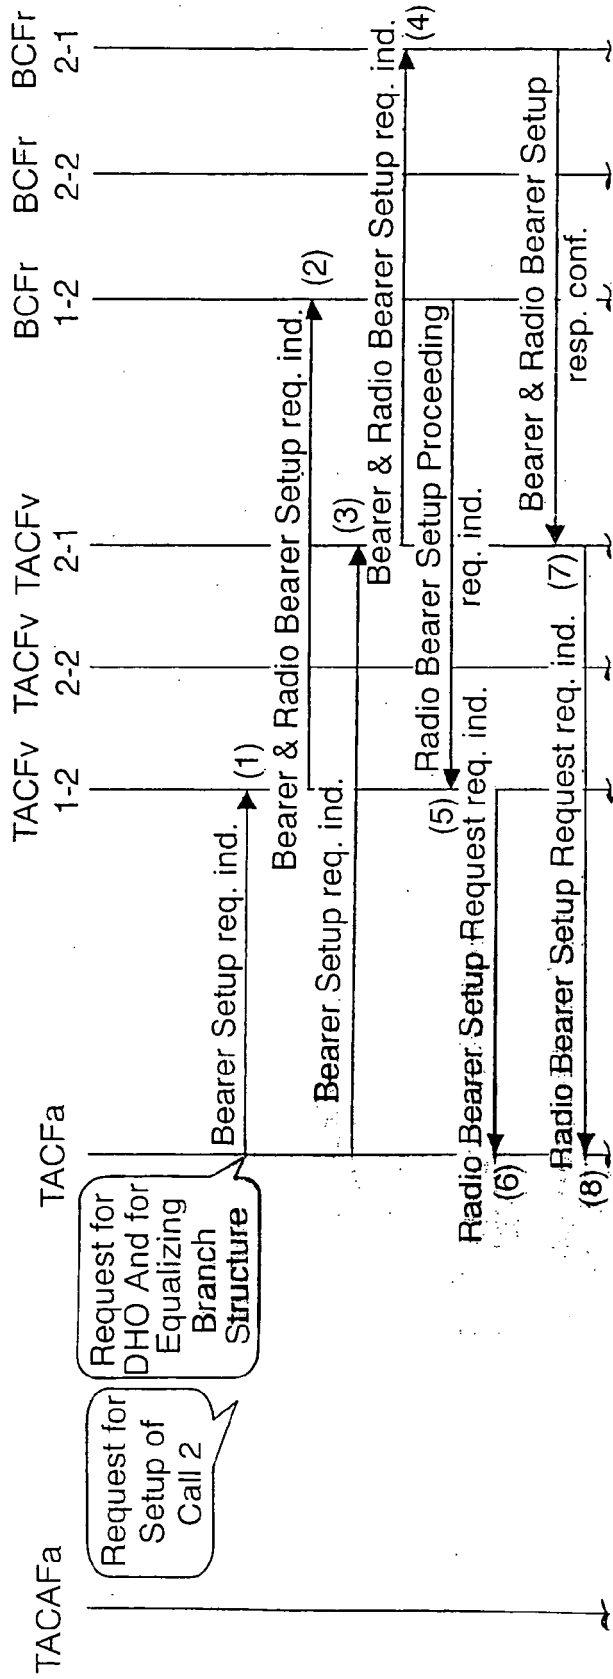 TACAFa
TACFa
TACFv TACFv TACFv
1-2 2-2 2-1
BCFr BCFr BCFr
1-2 2-2 2-1
Request for
Setup of
Call 2
Request for
DHO And for
Equalizing
Branch
Structure
Bearer Setup req. ind.
(1)
Bearer & Radio Bearer Setup req. ind.
(2)
Bearer Setup req. ind.
(3)
Bearer & Radio Bearer Setup req. ind.
(4)
Radio Bearer Setup Proceeding
req. ind.
(5)
Radio Bearer Setup Request req. ind.
(6)
Bearer & Radio Bearer Setup
resp. conf.
(7)
Radio Bearer Setup Request req. ind.
(8)